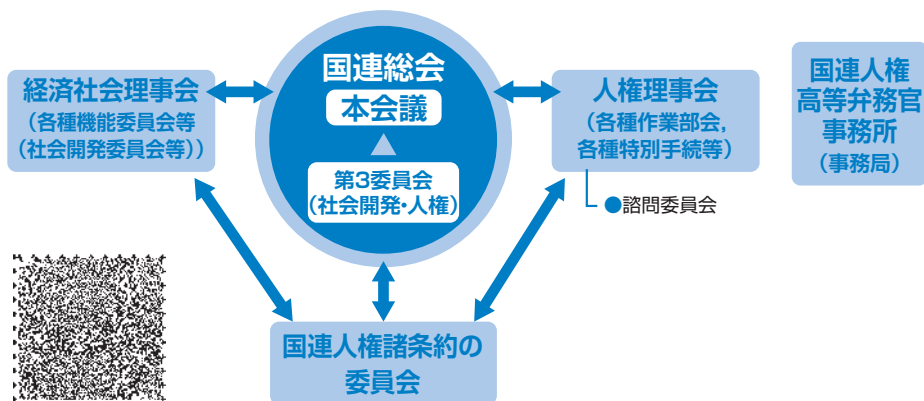 国連総会
本会議
第3委員会
(社会開発・人権)
経済社会理事会
(各種機能委員会等
(社会開発委員会等))
人権理事会
(各種作業部会,
各種特別手続等)
●諮問委員会
国連人権
高等弁務官
事務所
(事務局)
国連人権諸条約の
委員会